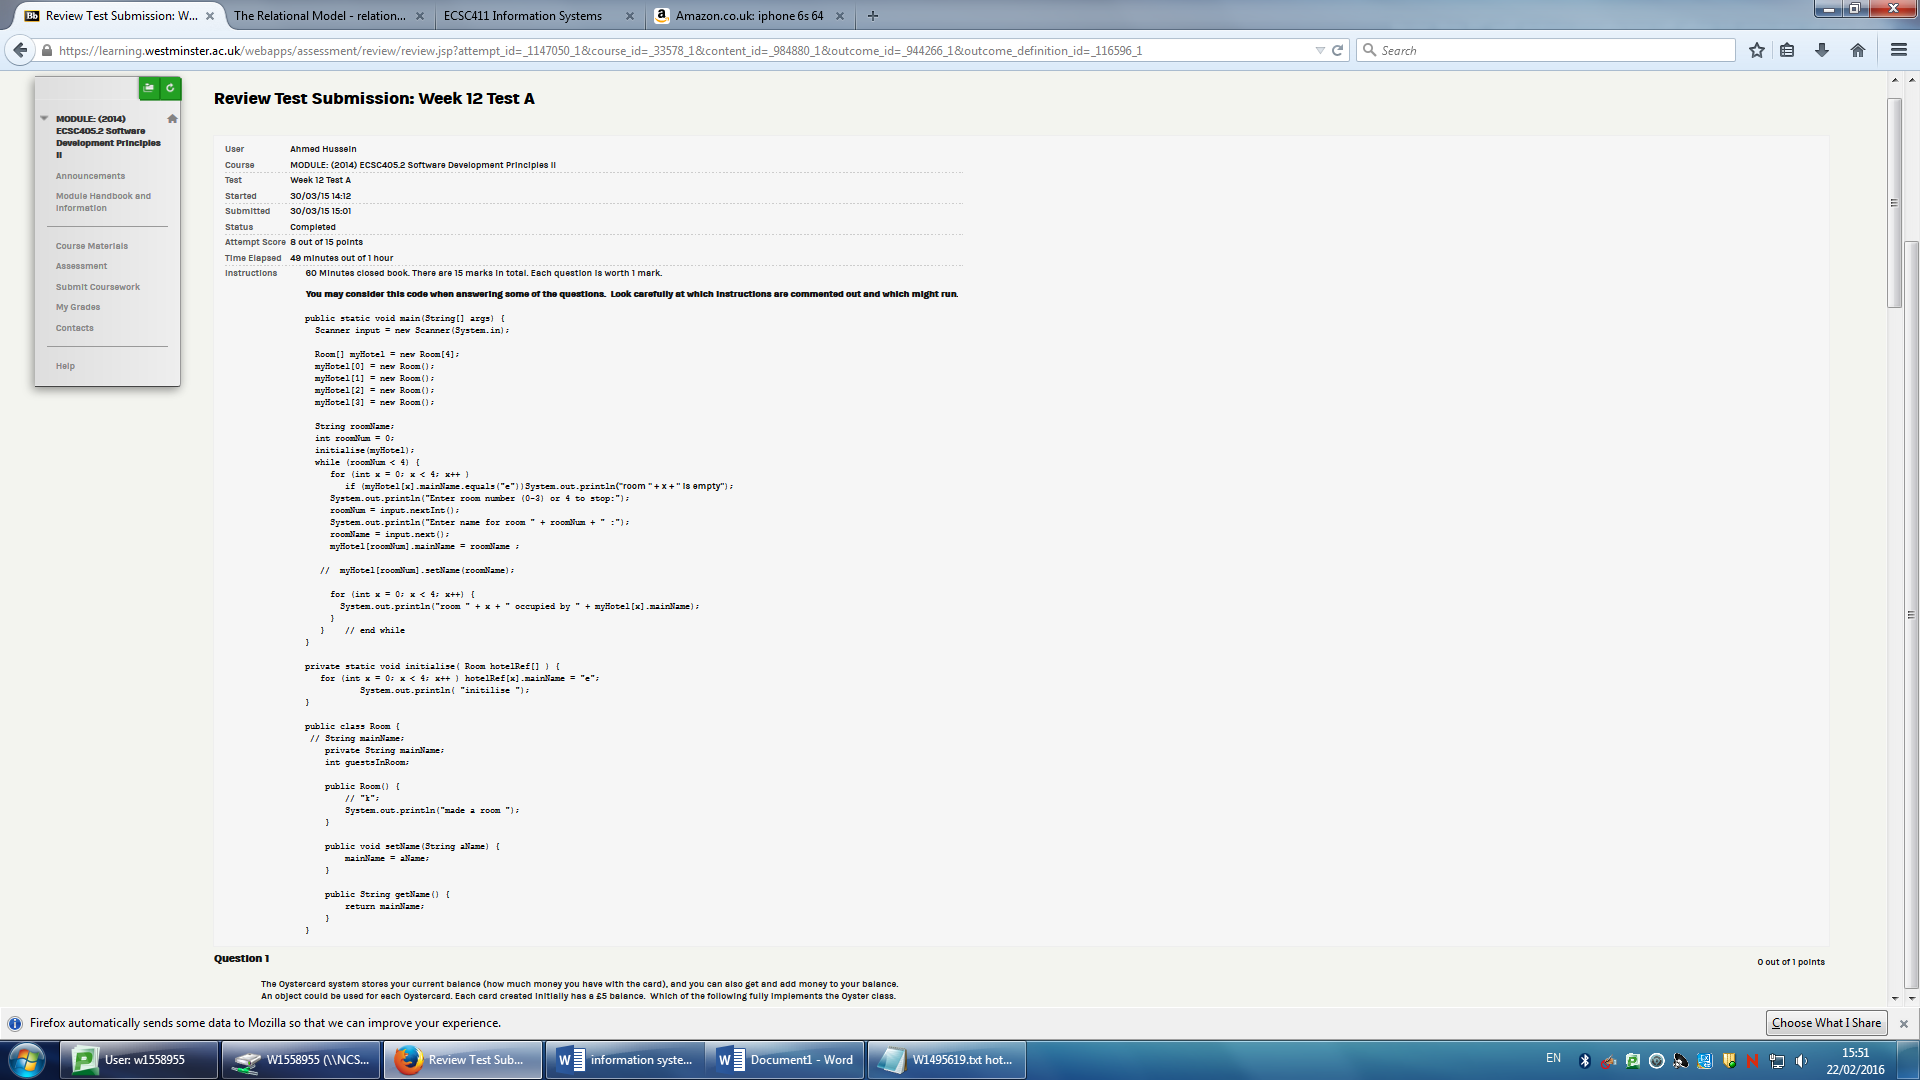 Review Test Submission: W...
The Relational Model - relation...
ECSC411 Information Systems
Amazon.co.uk: iphone 6s 64
https://learning.westminster.ac.uk/webapps/assessment/review/review.jsp?attempt_id=_1147050_1&course_id=_33578_1&content_id=_984880_1&outcome_id=_944266_1&outcome_definition_id=_116596_1
Search
MODULE: (2014)
ECSC405.2 Software
Development Principles
II
Announcements
Module Handbook and
Information
Course Materials
Assessment
Submit Coursework
My Grades
Contacts
Help
Review Test Submission: Week 12 Test A
User Ahmed Hussein
Course MODULE: (2014) ECSC405.2 Software Development Principles II
Test Week 12 Test A
Started 30/03/15 14:12
Submitted 30/03/15 15:01
Status Completed
Attempt Score 8 out of 15 points
Time Elapsed 49 minutes out of 1 hour
Instructions 60 Minutes closed book. There are 15 marks in total. Each question is worth 1 mark.
You may consider this code when answering some of the questions. Look carefully at which instructions are commented out and which might run.
public static void main(String[] args) {
Scanner input = new Scanner(System.in);
Room[] myHotel = new Room[4];
myHotel[0] = new Room();
myHotel[1] = new Room();
myHotel[2] = new Room();
myHotel[3] = new Room();
String roomName;
int roomNum = 0;
initialise(myHotel);
while (roomNum < 4) {
for (int x = 0; x < 4; x++ )
if (myHotel[x].mainName.equals("e"))System.out.println("room " + x + " is empty");
System.out.println("Enter room number (0-3) or 4 to stop:");
roomNum = input.nextInt();
System.out.println("Enter name for room " + roomNum + " :");
roomName = input.next();
myHotel[roomNum].mainName = roomName ;
// myHotel[roomNum].setName(roomName);
for (int x = 0; x < 4; x++) {
System.out.println("room " + x + " occupied by " + myHotel[x].mainName);
}
} // end while
}
private static void initialise( Room hotelRef[] ) {
for (int x = 0; x < 4; x++ ) hotelRef[x].mainName = "e";
System.out.println( "initilise ");
}
public class Room {
// String mainName;
private String mainName;
int guestsInRoom;
public Room() {
// "k";
System.out.println("made a room ");
}
public void setName(String aName) {
mainName = aName;
}
public String getName() {
return mainName;
}
}
Question 1
0 out of 1 points
The Oystercard system stores your current balance (how much money you have with the card), and you can also get and add money to your balance.
An object could be used for each Oystercard. Each card created initially has a £5 balance. Which of the following fully implements the Oyster class.
Firefox automatically sends some data to Mozilla so that we can improve your experience.
Choose What I Share
User: w1558955
W1558955 (\\NCS...
Review Test Sub...
information syste...
Document1 - Word
W1495619.txt hot...
EN
15:51
22/02/2016